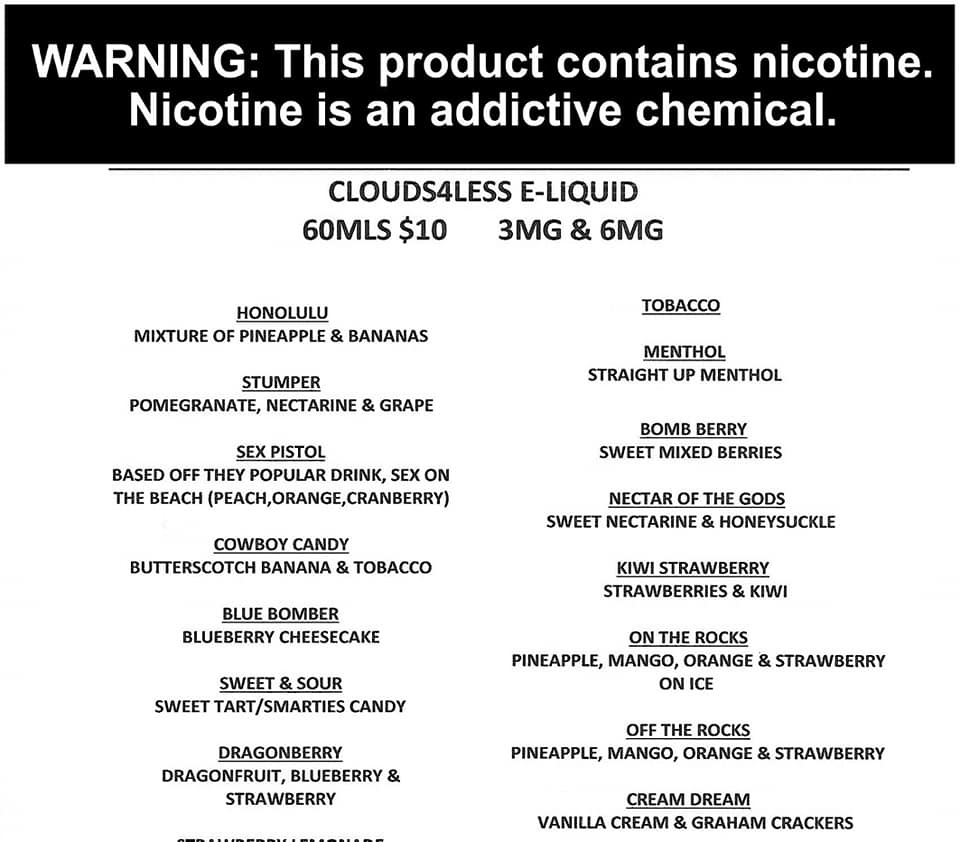 WARNING: This product contains nicotine.
Nicotine is an addictive chemical.
CLOUDS4LESS E-LIQUID
60MLS $10 3MG & 6MG
HONOLULU
MIXTURE OF PINEAPPLE & BANANAS
STUMPER
POMEGRANATE, NECTARINE & GRAPE
SEX PISTOL
BASED OFF THEY POPULAR DRINK, SEX ON
THE BEACH (PEACH,ORANGE,CRANBERRY)
COWBOY CANDY
BUTTERSCOTCH BANANA & TOBACCO
BLUE BOMBER
BLUEBERRY CHEESECAKE
SWEET & SOUR
SWEET TART/SMARTIES CANDY
DRAGONBERRY
DRAGONFRUIT, BLUEBERRY &
STRAWBERRY
STRAWBERRY LEMONADE
TOBACCO
MENTHOL
STRAIGHT UP MENTHOL
BOMB BERRY
SWEET MIXED BERRIES
NECTAR OF THE GODS
SWEET NECTARINE & HONEYSUCKLE
KIWI STRAWBERRY
STRAWBERRIES & KIWI
ON THE ROCKS
PINEAPPLE, MANGO, ORANGE & STRAWBERRY
ON ICE
OFF THE ROCKS
PINEAPPLE, MANGO, ORANGE & STRAWBERRY
CREAM DREAM
VANILLA CREAM & GRAHAM CRACKERS